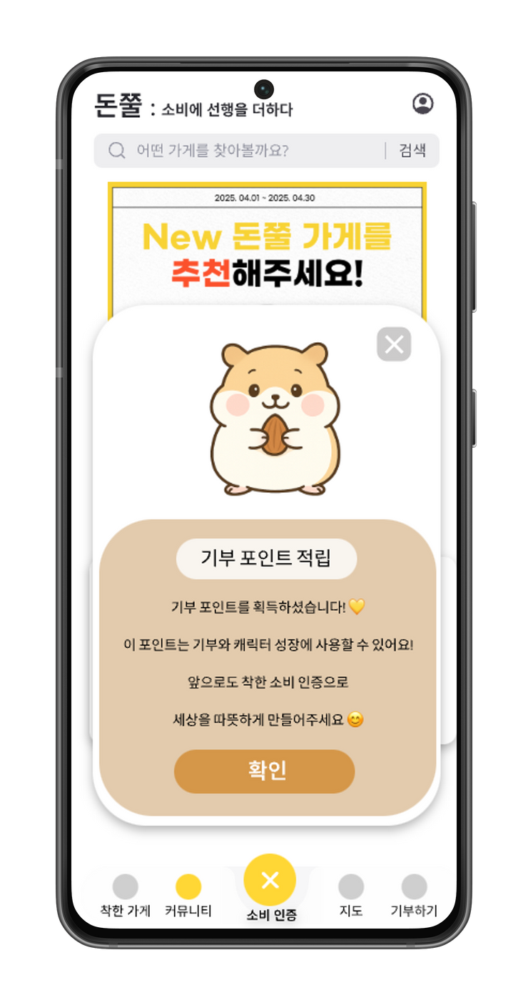 돈쭐 : 소비에 선행을 더하다
어떤 가게를 찾아볼까요? | 검색
2025. 04.01 ~ 2025. 04.30
New 돈쭐 가게를
추천해주세요!
기부 포인트 적립
기부 포인트를 획득하셨습니다! 💛
이 포인트는 기부와 캐릭터 성장에 사용할 수 있어요!
앞으로도 착한 소비 인증으로
세상을 따뜻하게 만들어주세요 😊
확인
착한 가게 커뮤니티 소비 인증 지도 기부하기